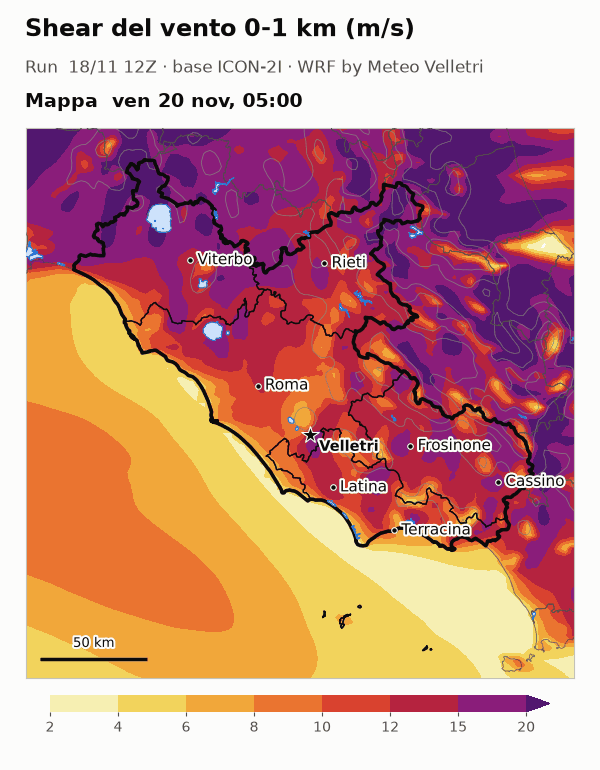 Shear del vento 0-1 km (m/s)
Run  18/11 12Z · base ICON-2I · WRF by Meteo Velletri
Mappa  ven 20 nov, 05:00
Viterbo
Rieti
Roma
Velletri
Frosinone
Cassino
Latina
Terracina
50 km
2 4 6 8 10 12 15 20